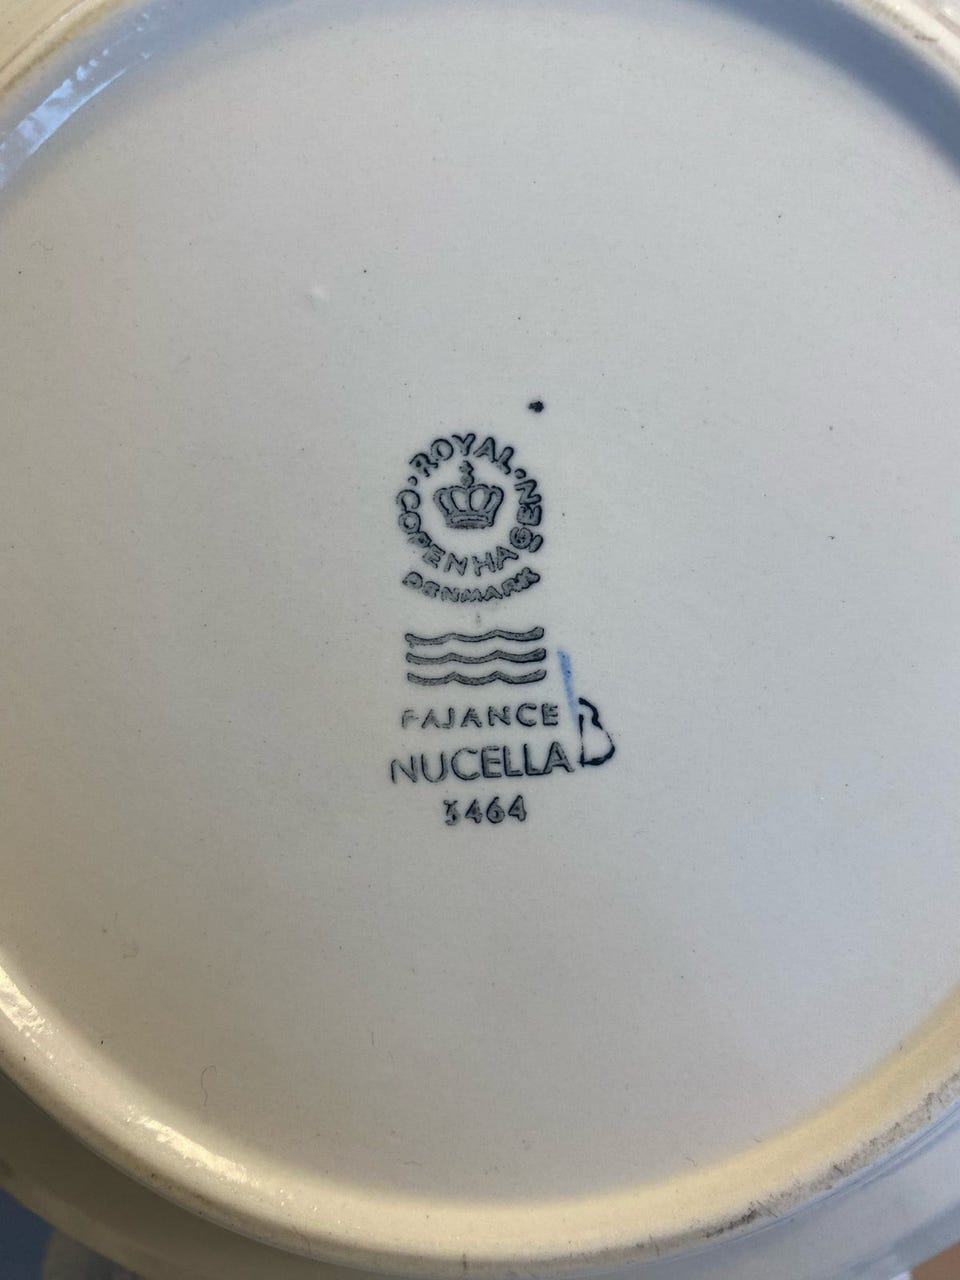 ROYAL
COPENHAGEN
DENMARK
FAJANCE
NUCELLA B
3464